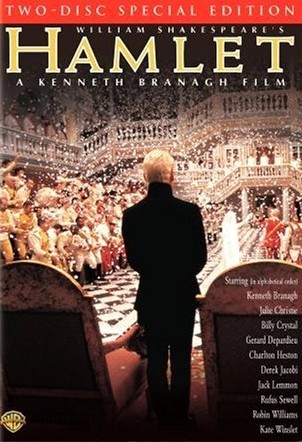 TWO-DISC SPECIAL EDITION
WILLIAM SHAKESPEARE'S
HAMLET
A KENNETH BRANAGH FILM
Starring (in alphabetical order)
Kenneth Branagh
Julie Christie
Billy Crystal
Gerard Depardieu
Charlton Heston
Derek Jacobi
Jack Lemmon
Rufus Sewell
Robin Williams
Kate Winslet
WB